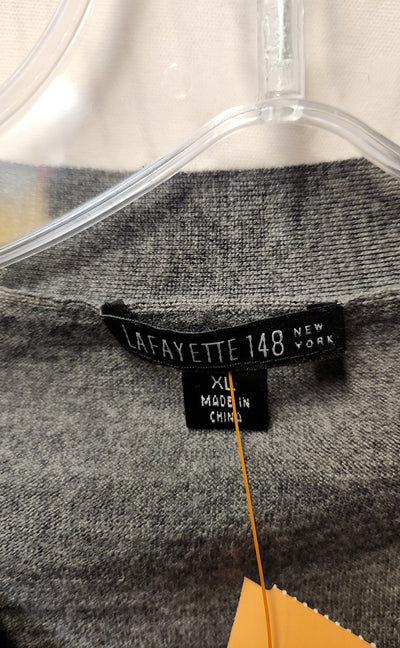 LAFAYETTE 148 NEW YORK
XL
MADE IN
CHINA